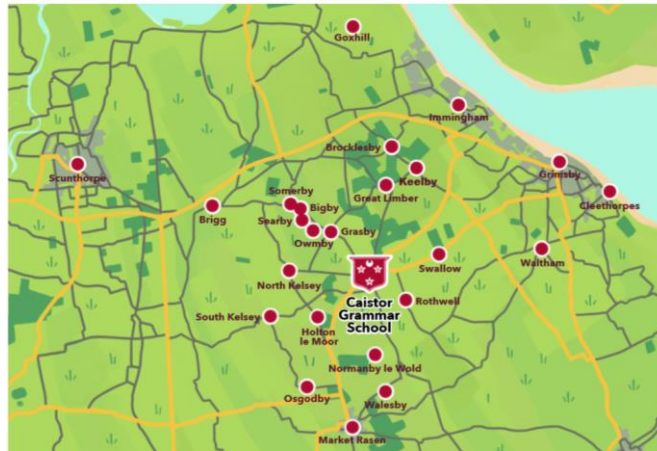 Goxhill
Immingham
Brocklesby
Keelby
Grimsby
Scunthorpe
Great Limber
Cleethorpes
Somerby
Bigby
Brigg
Searby
Grasby
Owmby
Swallow
Waltham
North Kelsey
Caistor
Grammar
School
Rothwell
South Kelsey
Holton
le Moor
Normanby le Wold
Osgodby
Walesby
Market Rasen